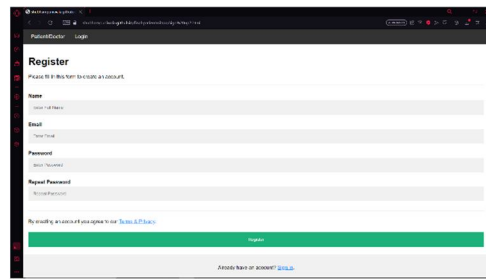 Patient/Doctor Login
Register
Please fill in this form to create an account.
Name
Enter Full Name
Email
Enter Email
Password
Enter Password
Repeat Password
Repeat Password
By creating an account you agree to our Terms & Privacy.
Register
Already have an account? Sign in.